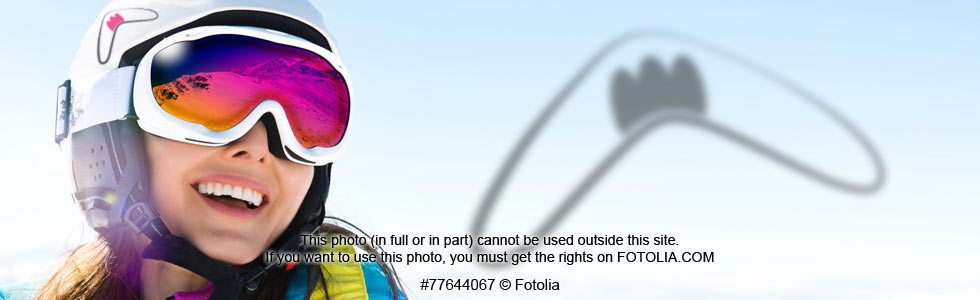 This photo (in full or in part) cannot be used outside this site.
If you want to use this photo, you must get the rights on FOTOLIA.COM
#77644067 © Fotolia